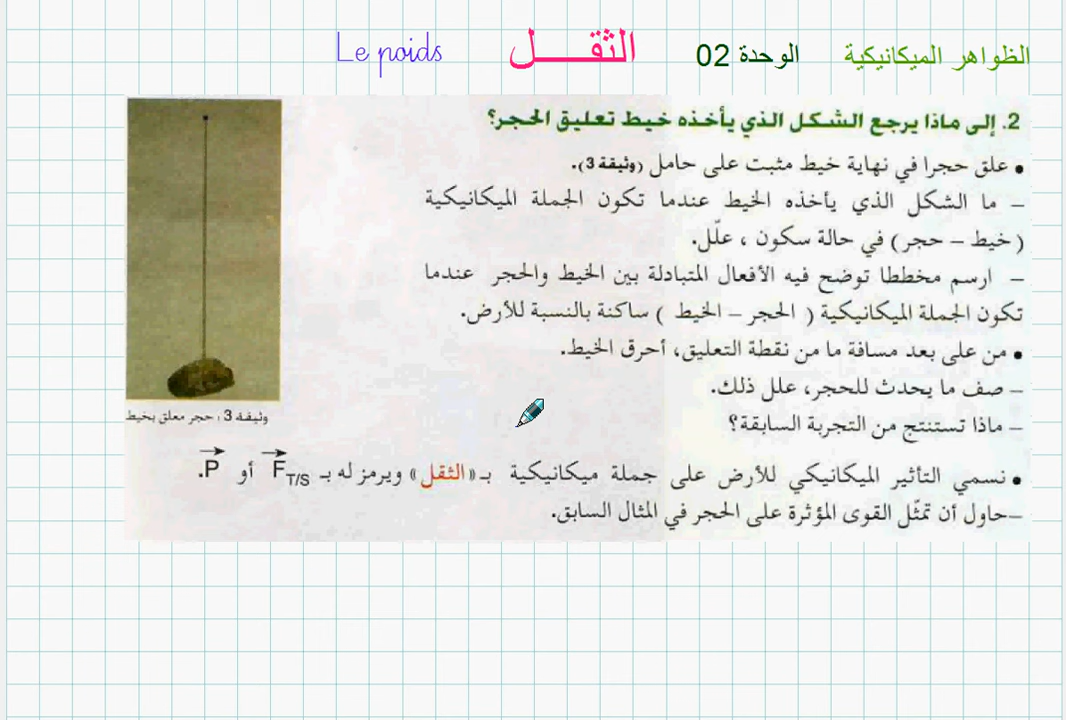 الظواهر الميكانيكية الوحدة 02 الثقــــل Le poids
2. إلى ماذا يرجع الشكل الذي يأخذه خيط تعليق الحجر؟
• علق حجرا في نهاية خيط مثبت على حامل (وثيقة 3).
– ما الشكل الذي يأخذه الخيط عندما تكون الجملة الميكانيكية
(خيط – حجر) في حالة سكون ، علّل.
– ارسم مخططا توضح فيه الأفعال المتبادلة بين الخيط والحجر عندما
تكون الجملة الميكانيكية ( الحجر – الخيط ) ساكنة بالنسبة للأرض.
• من على بعد مسافة ما من نقطة التعليق، أحرق الخيط.
– صف ما يحدث للحجر، علل ذلك.
– ماذا تستنتج من التجربة السابقة؟
وثيقة 3 : حجر معلق بخيط
• نسمي التأثير الميكانيكي للأرض على جملة ميكانيكية بـ «الثقل» ويرمز له بـ F⃗T/S أو P⃗.
–حاول أن تمثّل القوى المؤثرة على الحجر في المثال السابق.